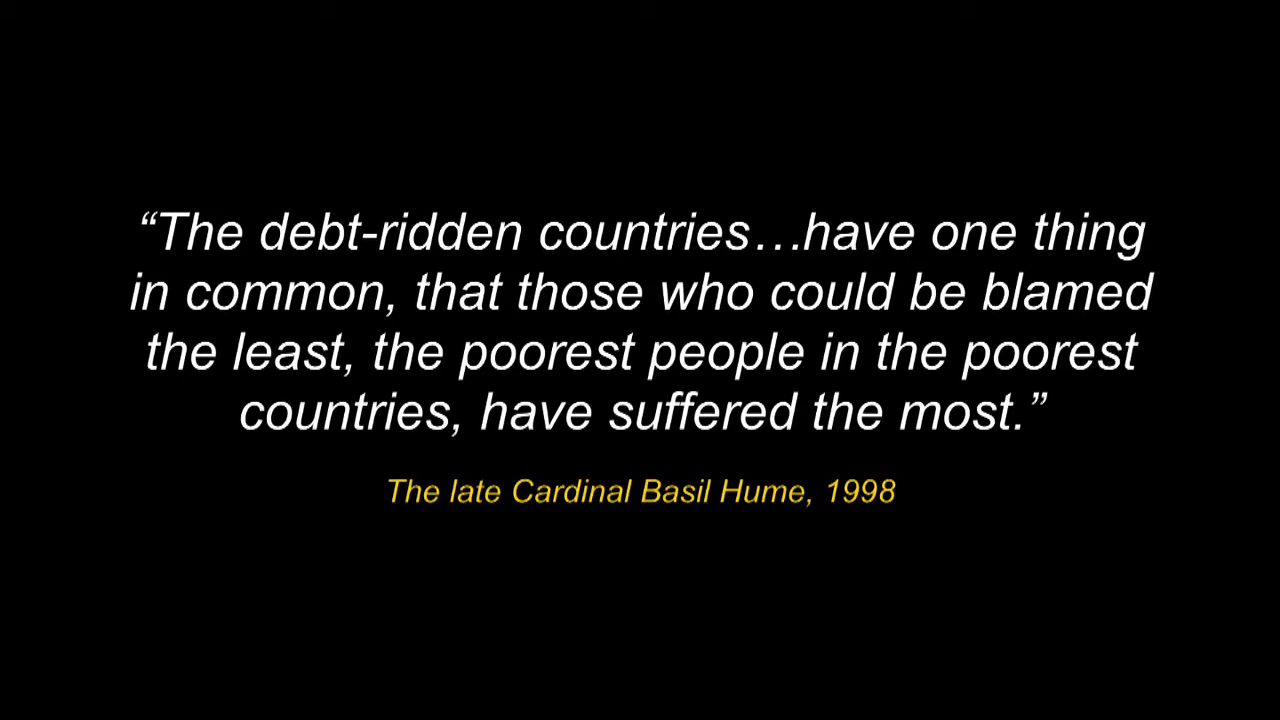 “The debt-ridden countries…have one thing
in common, that those who could be blamed
the least, the poorest people in the poorest
countries, have suffered the most.”
The late Cardinal Basil Hume, 1998